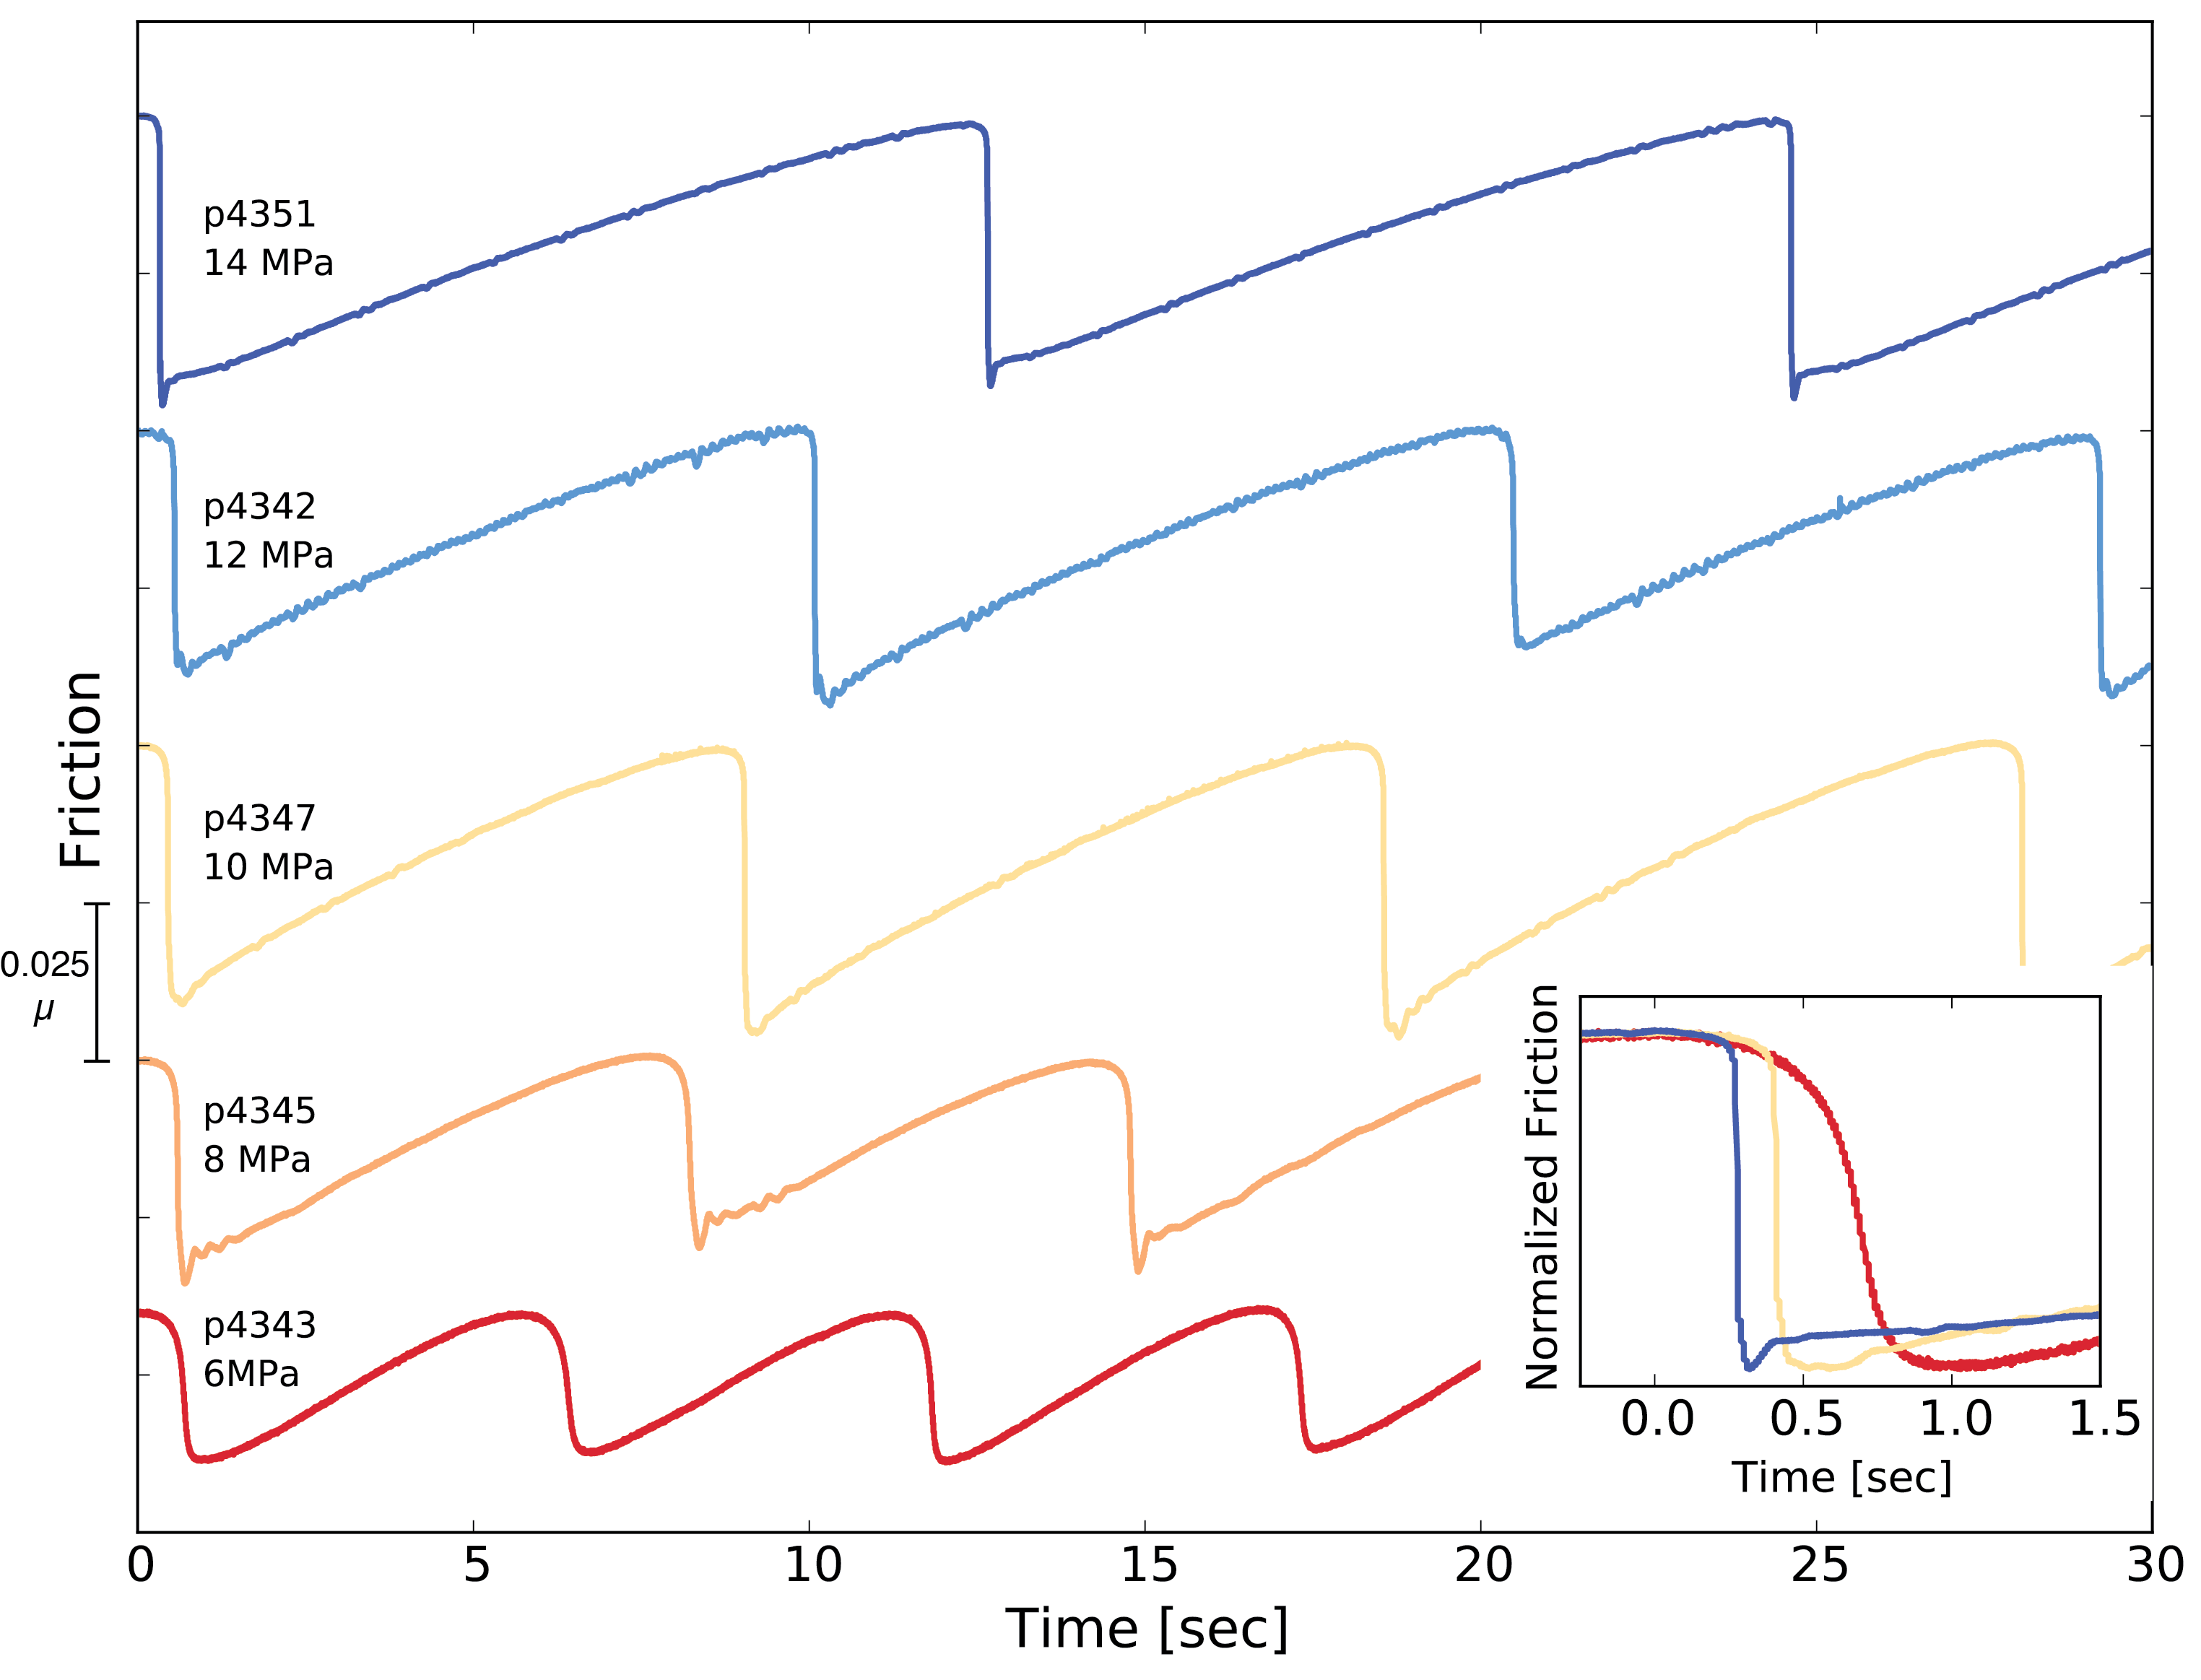 p4351
14 MPa
p4342
12 MPa
p4347
10 MPa
p4345
8 MPa
p4343
6MPa
Friction
0.025
μ
0 5 10 15 20 25 30
Time [sec]
Normalized Friction
0.0 0.5 1.0 1.5
Time [sec]